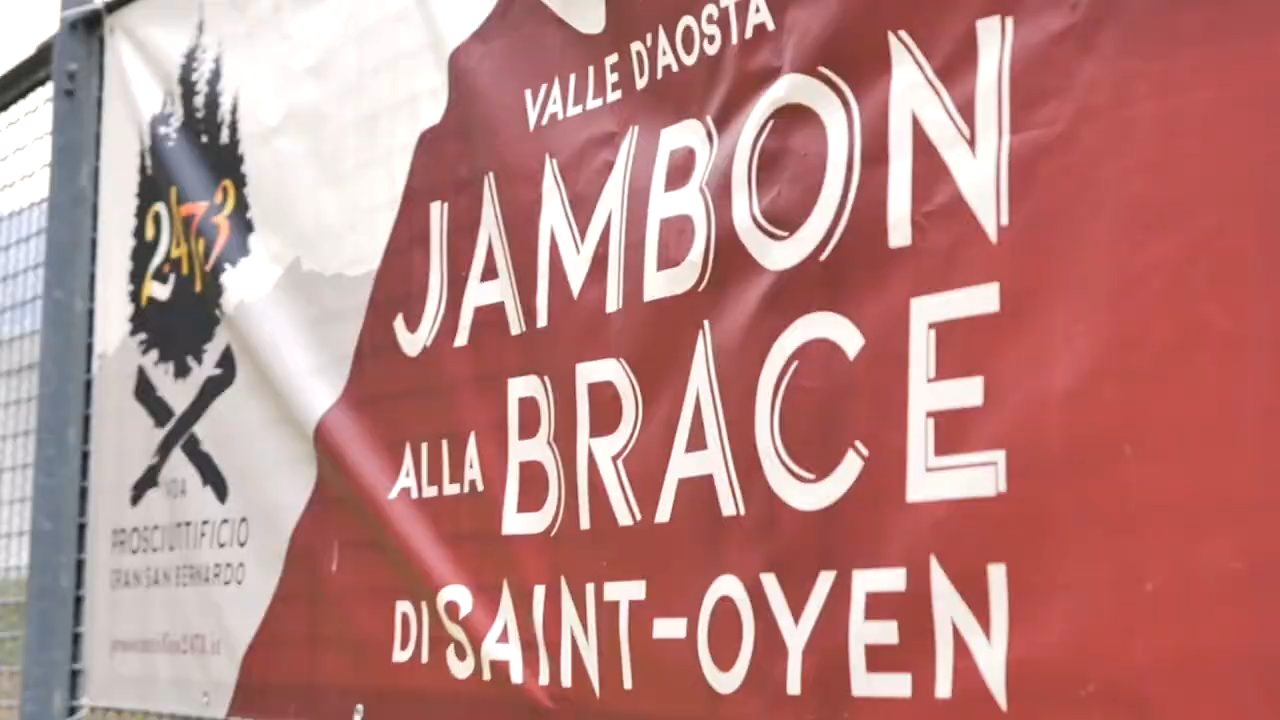 2473
VDA
PROSCIUTTIFICIO
GRAN SAN BERNARDO
VALLE D'AOSTA
JAMBON
ALLA BRACE
DI SAINT-OYEN